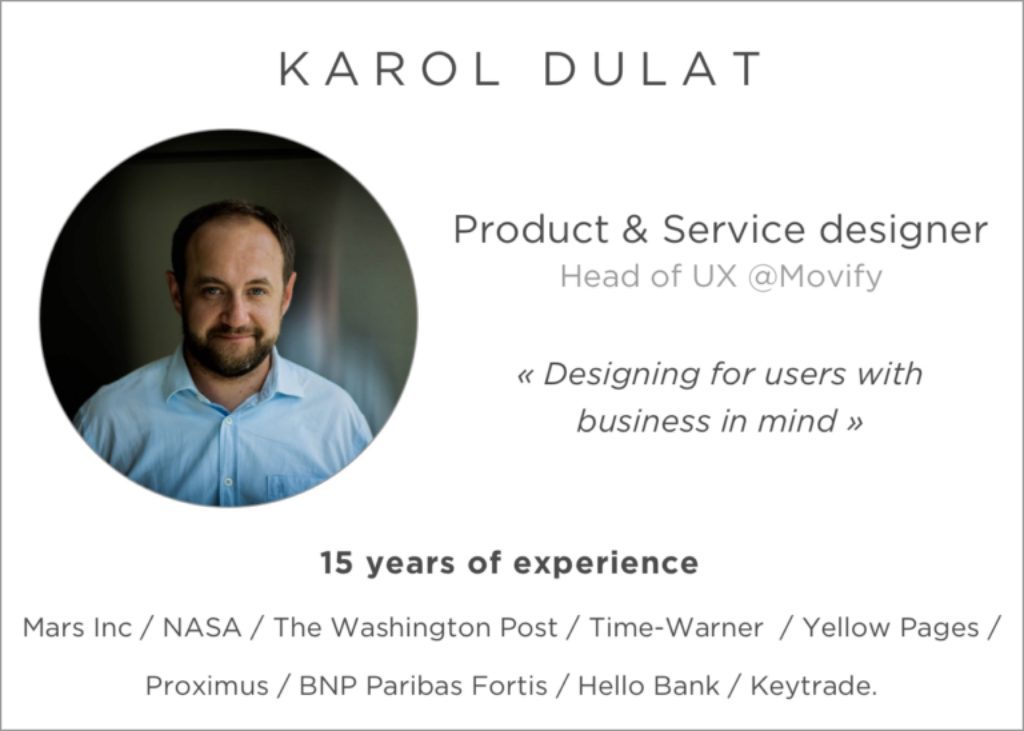 KAROL DULAT
Product & Service designer
Head of UX @Movify
« Designing for users with
business in mind »
15 years of experience
Mars Inc / NASA / The Washington Post / Time-Warner / Yellow Pages /
Proximus / BNP Paribas Fortis / Hello Bank / Keytrade.